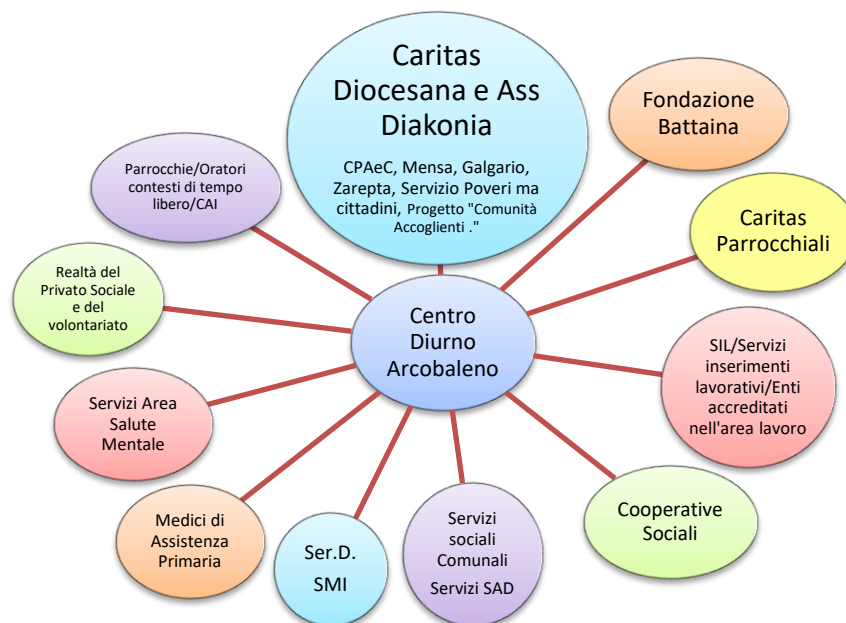 Caritas
Diocesana e Ass
Diakonia
CPAeC, Mensa, Galgario,
Zarepta, Servizio Poveri ma
cittadini, Progetto "Comunità
Accoglienti ."
Fondazione
Battaina
Caritas
Parrocchiali
SIL/Servizi
inserimenti
lavorativi/Enti
accreditati
nell'area lavoro
Cooperative
Sociali
Servizi
sociali
Comunali
Servizi SAD
Ser.D.
SMI
Medici di
Assistenza
Primaria
Servizi Area
Salute
Mentale
Realtà del
Privato Sociale
e del
volontariato
Parrocchie/Oratori
contesti di tempo
libero/CAI
Centro
Diurno
Arcobaleno